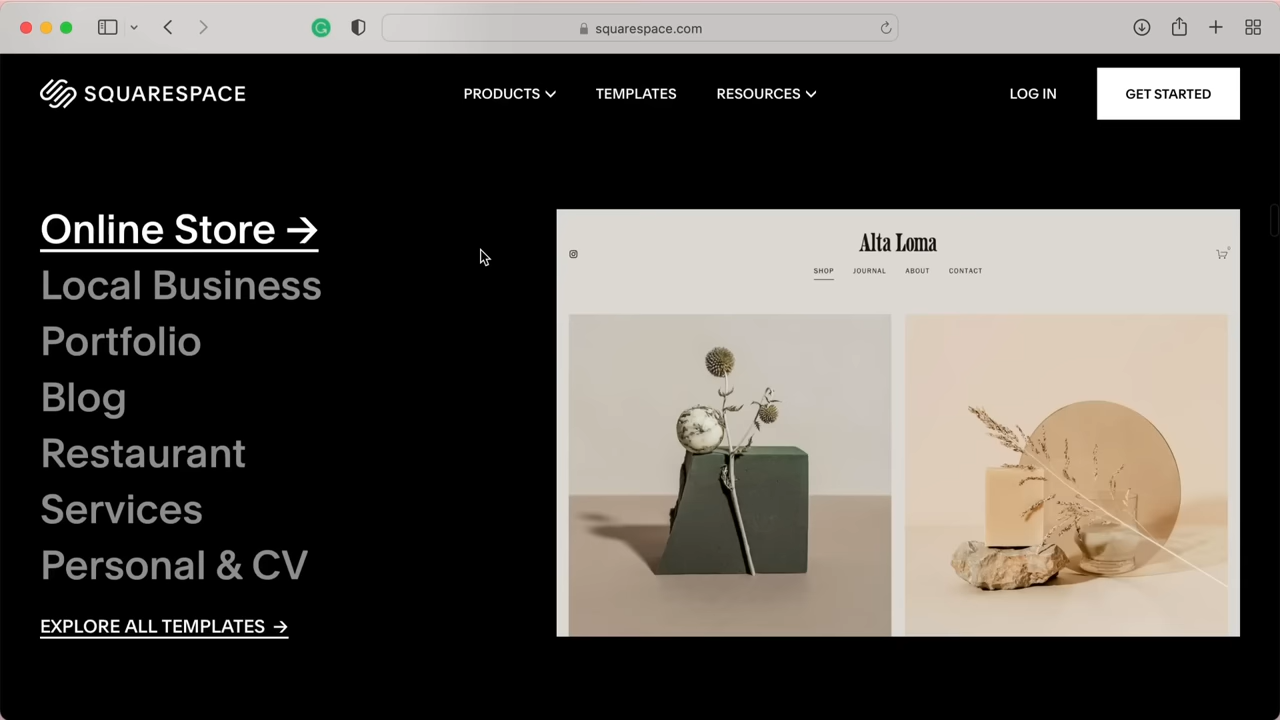 squarespace.com
SQUARESPACE
PRODUCTS
TEMPLATES
RESOURCES
LOG IN
GET STARTED
Online Store →
Local Business
Portfolio
Blog
Restaurant
Services
Personal & CV
EXPLORE ALL TEMPLATES →
Alta Loma
SHOP JOURNAL ABOUT CONTACT